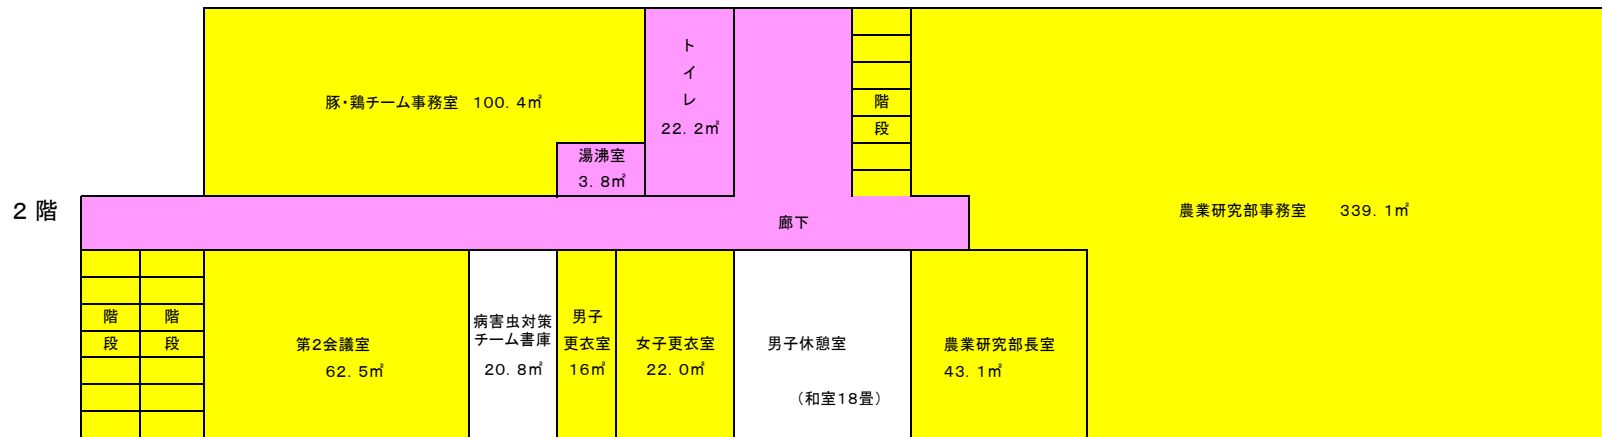 ト
イ
レ
22.2㎡
豚・鶏チーム事務室 100.4㎡
階
段
湯沸室
3.8㎡
2階
廊下
農業研究部事務室 339.1㎡
階
段
階
段
第2会議室
62.5㎡
病害虫対策
チーム書庫
20.8㎡
男子
更衣室
16㎡
女子更衣室
22.0㎡
男子休憩室
（和室18畳）
農業研究部長室
43.1㎡